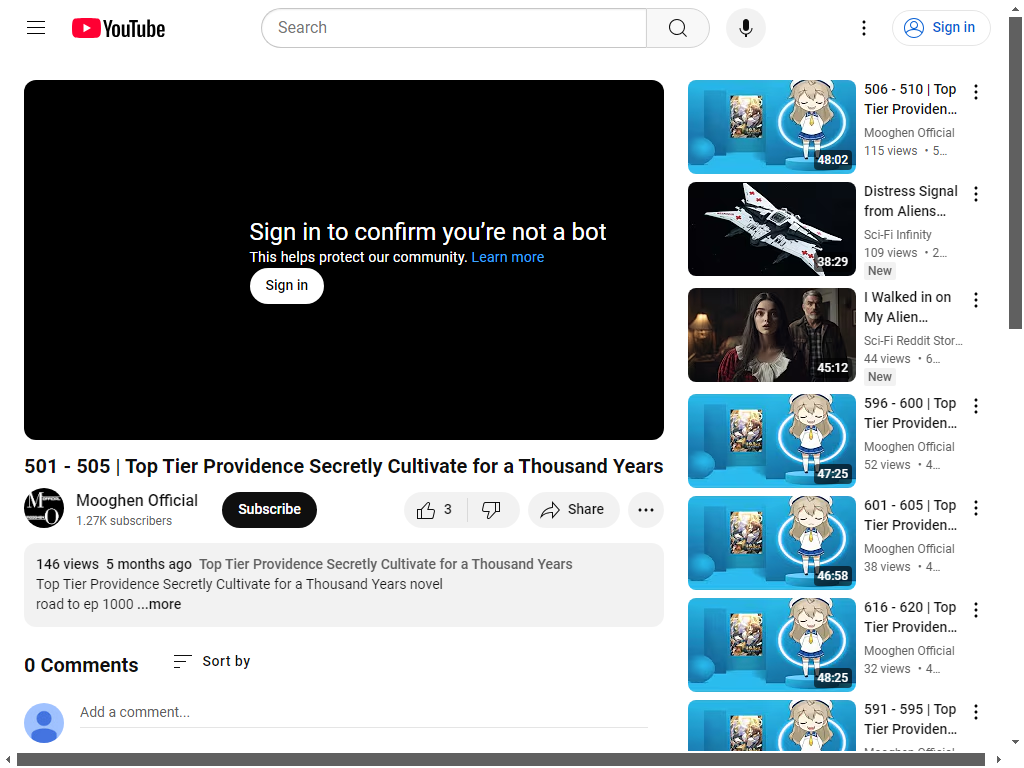 YouTube
Search
Sign in
Sign in to confirm you’re not a bot
This helps protect our community. Learn more
Sign in
501 - 505 | Top Tier Providence Secretly Cultivate for a Thousand Years
Mooghen Official
1.27K subscribers
Subscribe
3
Share
146 views 5 months ago Top Tier Providence Secretly Cultivate for a Thousand Years
Top Tier Providence Secretly Cultivate for a Thousand Years novel
road to ep 1000 ...more
0 Comments
Sort by
Add a comment...
48:02
506 - 510 | Top
Tier Providen...
Mooghen Official
115 views • 5...
38:29
Distress Signal
from Aliens...
Sci-Fi Infinity
109 views • 2...
New
45:12
I Walked in on
My Alien...
Sci-Fi Reddit Stor...
44 views • 6...
New
47:25
596 - 600 | Top
Tier Providen...
Mooghen Official
52 views • 4...
46:58
601 - 605 | Top
Tier Providen...
Mooghen Official
38 views • 4...
48:25
616 - 620 | Top
Tier Providen...
Mooghen Official
32 views • 4...
591 - 595 | Top
Tier Providen...